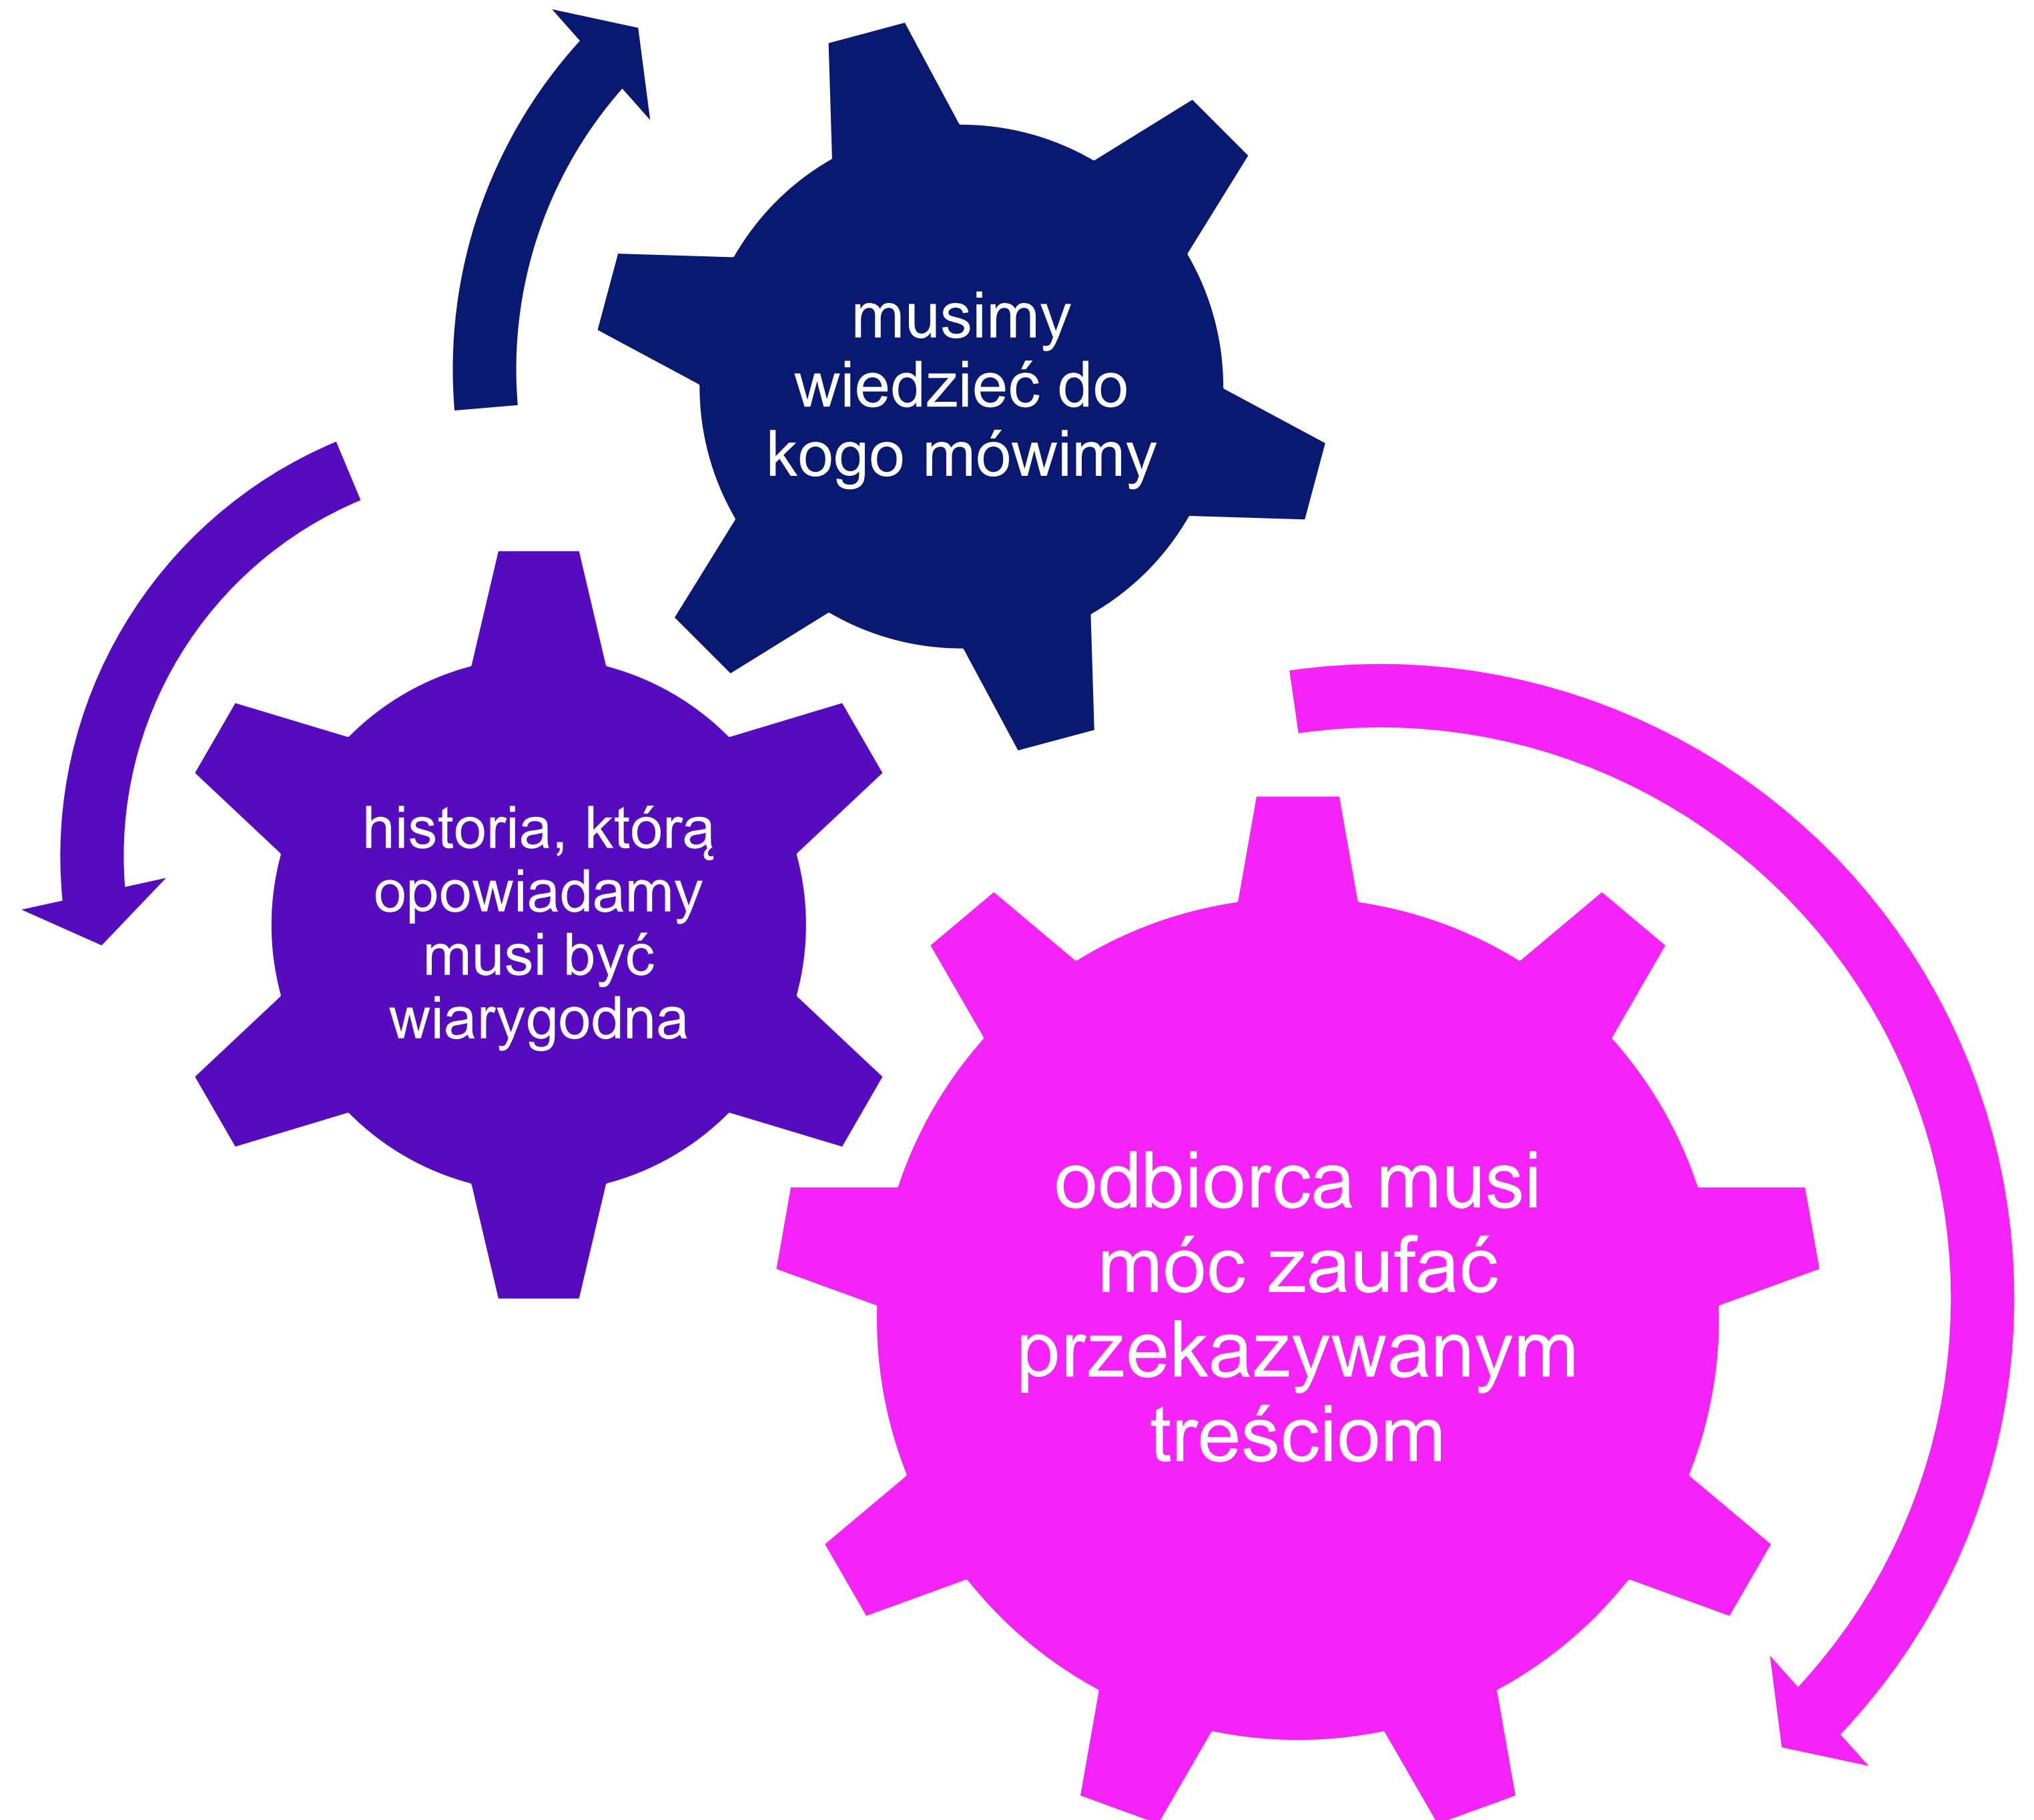 musimy
wiedzieć do
kogo mówimy
historia, którą
opowiadamy
musi być
wiarygodna
odbiorca musi
móc zaufać
przekazywanym
treściom